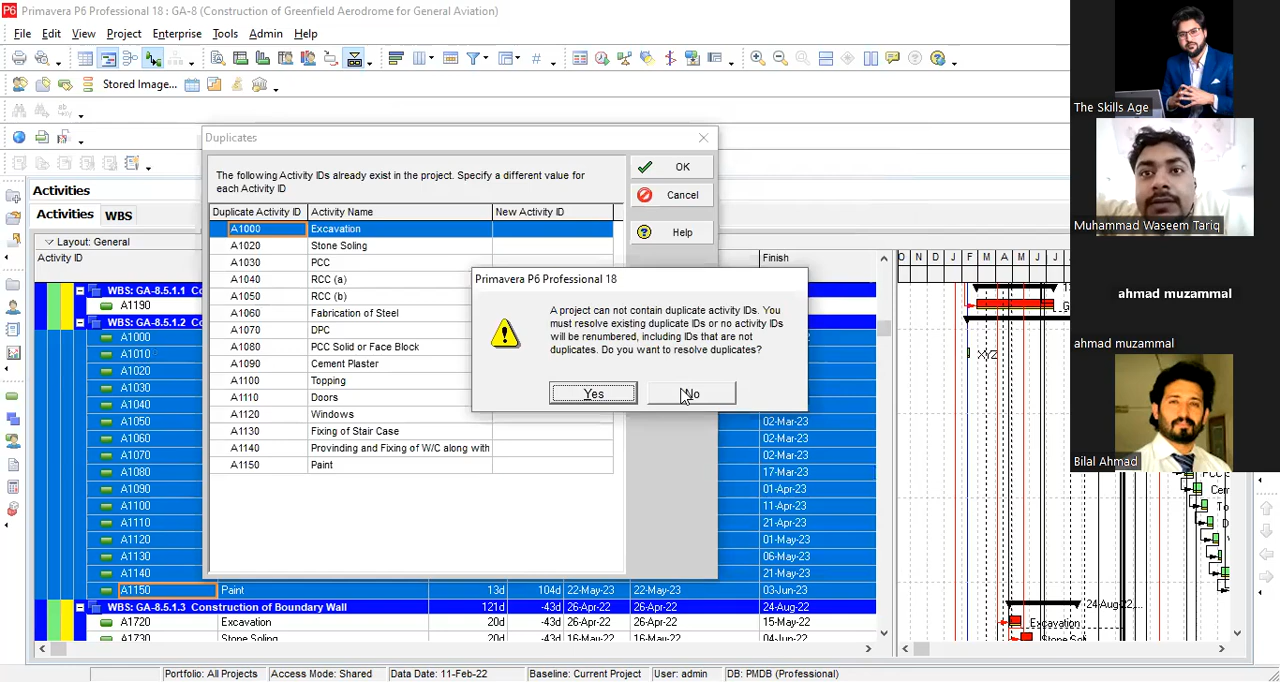 Primavera P6 Professional 18 : GA-8 (Construction of Greenfield Aerodrome for General Aviation)
File Edit View Project Enterprise Tools Admin Help
Stored Image...
Activities
Activities WBS
Layout: General
Activity ID
Finish
WBS: GA-8.5.1.1
A1190
WBS: GA-8.5.1.2
A1000
A1010
A1020
A1030
A1040
A1050 02-Mar-23
A1060 02-Mar-23
A1070 02-Mar-23
A1080 17-Mar-23
A1090 01-Apr-23
A1100 11-Apr-23
A1110 21-Apr-23
A1120 01-May-23
A1130 06-May-23
A1140 21-May-23
A1150 Paint 13d 104d 22-May-23 22-May-23 03-Jun-23
WBS: GA-8.5.1.3 Construction of Boundary Wall 121d -43d 26-Apr-22 26-Apr-22 24-Aug-22
A1720 Excavation 20d -43d 26-Apr-22 26-Apr-22 15-May-22
A1730 Stone Soling 20d -43d 16-May-22 16-May-22 04-Jun-22
Duplicates
The following Activity IDs already exist in the project. Specify a different value for
each Activity ID
OK
Cancel
Help
Duplicate Activity ID Activity Name New Activity ID
A1000 Excavation
A1020 Stone Soling
A1030 PCC
A1040 RCC (a)
A1050 RCC (b)
A1060 Fabrication of Steel
A1070 DPC
A1080 PCC Solid or Face Block
A1090 Cement Plaster
A1100 Topping
A1110 Doors
A1120 Windows
A1130 Fixing of Stair Case
A1140 Provinding and Fixing of W/C along with
A1150 Paint
Primavera P6 Professional 18
A project can not contain duplicate activity IDs. You
must resolve existing duplicate IDs or no activity IDs
will be renumbered, including IDs that are not
duplicates. Do you want to resolve duplicates?
Yes No
O N D J F M A M J J
XYZ
24-Aug-22,...
Excavation
Stone Soli
Portfolio: All Projects Access Mode: Shared Data Date: 11-Feb-22 Baseline: Current Project User: admin DB: PMDB (Professional)
The Skills Age
Muhammad Waseem Tariq
ahmad muzammal
ahmad muzammal
Bilal Ahmad